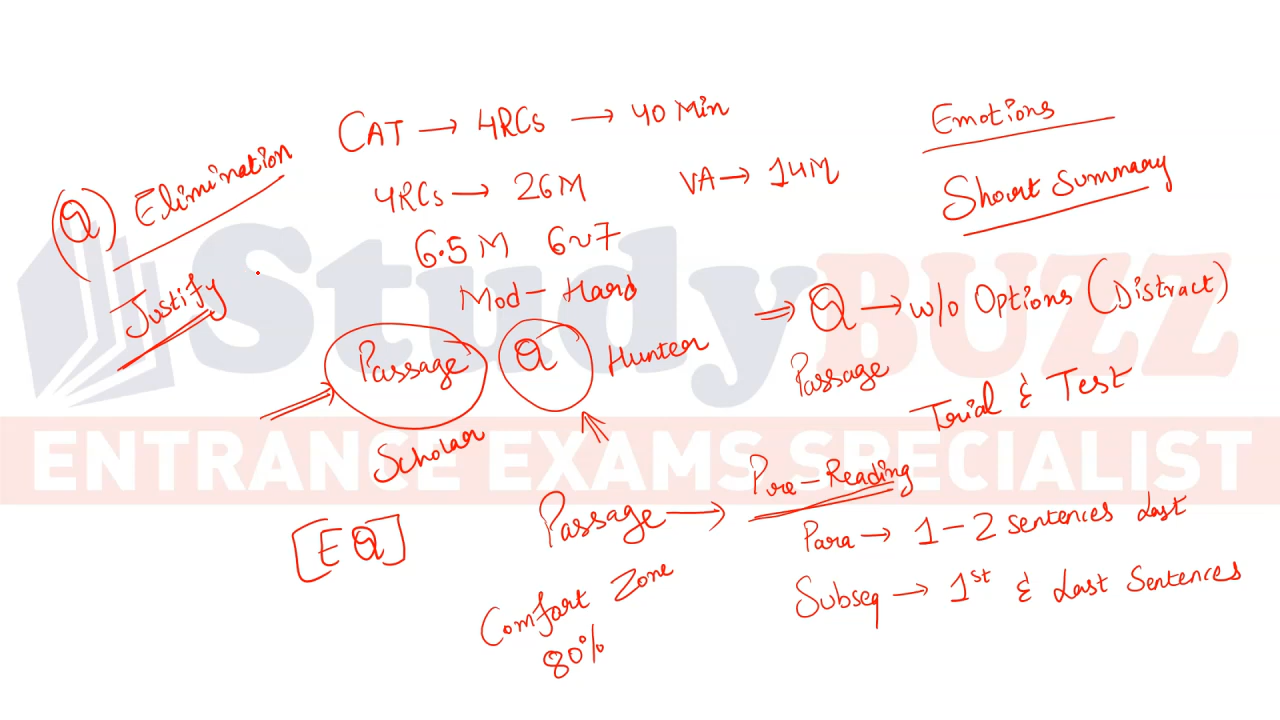 CAT → 4RCs → 40 Min
Emotions
(Q) Elimination
4RCs → 26M
VA → 14M
Short Summary
6.5 M 6~7
Justify
Mod - Hard
⇒ Q → w/o Options (Distract)
Passage Q Hunter
Passage
Trial & Test
Scholar
StudyBUZZ
ENTRANCE EXAMS SPECIALIST
Passage → Pre-Reading
Para → 1-2 sentences Last
[EQ]
Subseq → 1st & Last Sentences
Comfort Zone
80%